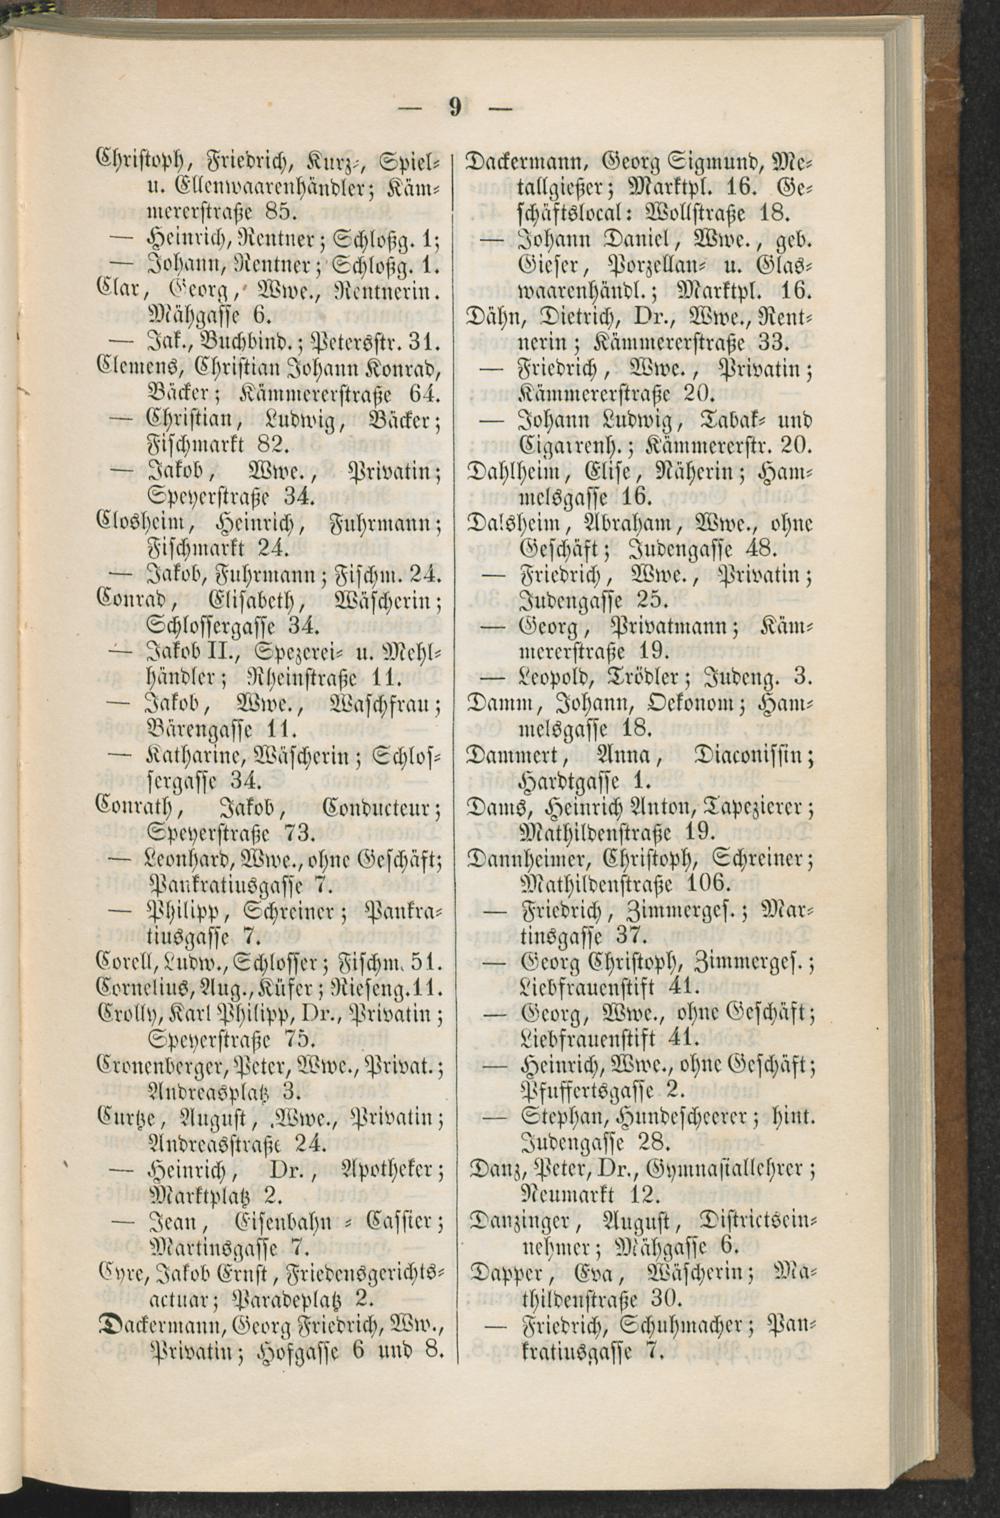 — 9 —
Christoph, Friedrich, Kurz-, Spiel-
u. Ellenwaarenhändler; Käm-
mererstraße 85.
— Heinrich, Rentner; Schloßg. 1;
— Johann, Rentner; Schloßg. 1.
Clar, Georg, Wwe., Rentnerin.
Mähgasse 6.
— Jak., Buchbind.; Petersstr. 31.
Clemens, Christian Johann Konrad,
Bäcker; Kämmererstraße 64.
— Christian, Ludwig, Bäcker;
Fischmarkt 82.
— Jakob, Wwe., Privatin;
Speyerstraße 34.
Closheim, Heinrich, Fuhrmann;
Fischmarkt 24.
— Jakob, Fuhrmann; Fischm. 24.
Conrad, Elisabeth, Wäscherin;
Schlossergasse 34.
— Jakob II., Spezerei- u. Mehl-
händler; Rheinstraße 11.
— Jakob, Wwe., Waschfrau;
Bärengasse 11.
— Katharine, Wäscherin; Schlos-
sergasse 34.
Conrath, Jakob, Conducteur;
Speyerstraße 73.
— Leonhard, Wwe., ohne Geschäft;
Pankratiusgasse 7.
— Philipp, Schreiner; Pankra-
tiusgasse 7.
Corell, Ludw., Schlosser; Fischm. 51.
Cornelius, Aug., Küfer; Rieseng. 11.
Crolly, Karl Philipp, Dr., Privatin;
Speyerstraße 75.
Cronenberger, Peter, Wwe., Privat.;
Andreasplatz 3.
Curtze, August, Wwe., Privatin;
Andreasstraße 24.
— Heinrich, Dr., Apotheker;
Marktplatz 2.
— Jean, Eisenbahn-Cassier;
Martinsgasse 7.
Cyre, Jakob Ernst, Friedensgerichts-
actuar; Paradeplatz 2.
Dackermann, Georg Friedrich, Ww.,
Privatin; Hofgasse 6 und 8.
Dackermann, Georg Sigmund, Me-
tallgießer; Marktpl. 16. Ge-
schäftslocal: Wollstraße 18.
— Johann Daniel, Wwe., geb.
Gieser, Porzellan- u. Glas-
waarenhändl.; Marktpl. 16.
Dähn, Dietrich, Dr., Wwe., Rent-
nerin; Kämmererstraße 33.
— Friedrich, Wwe., Privatin;
Kämmererstraße 20.
— Johann Ludwig, Tabak- und
Cigarrenh.; Kämmererstr. 20.
Dahlheim, Elise, Näherin; Ham-
melsgasse 16.
Dalsheim, Abraham, Wwe., ohne
Geschäft; Judengasse 48.
— Friedrich, Wwe., Privatin;
Judengasse 25.
— Georg, Privatmann; Käm-
mererstraße 19.
— Leopold, Trödler; Judeng. 3.
Damm, Johann, Oekonom; Ham-
melsgasse 18.
Dammert, Anna, Diaconissin;
Hardtgasse 1.
Dams, Heinrich Anton, Tapezierer;
Mathildenstraße 19.
Dannheimer, Christoph, Schreiner;
Mathildenstraße 106.
— Friedrich, Zimmerges.; Mar-
tinsgasse 37.
— Georg Christoph, Zimmerges.;
Liebfrauenstift 41.
— Georg, Wwe., ohne Geschäft;
Liebfrauenstift 41.
— Heinrich, Wwe., ohne Geschäft;
Pfuffertsgasse 2.
— Stephan, Hundescheerer; hint.
Judengasse 28.
Danz, Peter, Dr., Gymnasiallehrer;
Neumarkt 12.
Danzinger, August, Districtsein-
nehmer; Mähgasse 6.
Dapper, Eva, Wäscherin; Ma-
thildenstraße 30.
— Friedrich, Schuhmacher; Pan-
kratiusgasse 7.